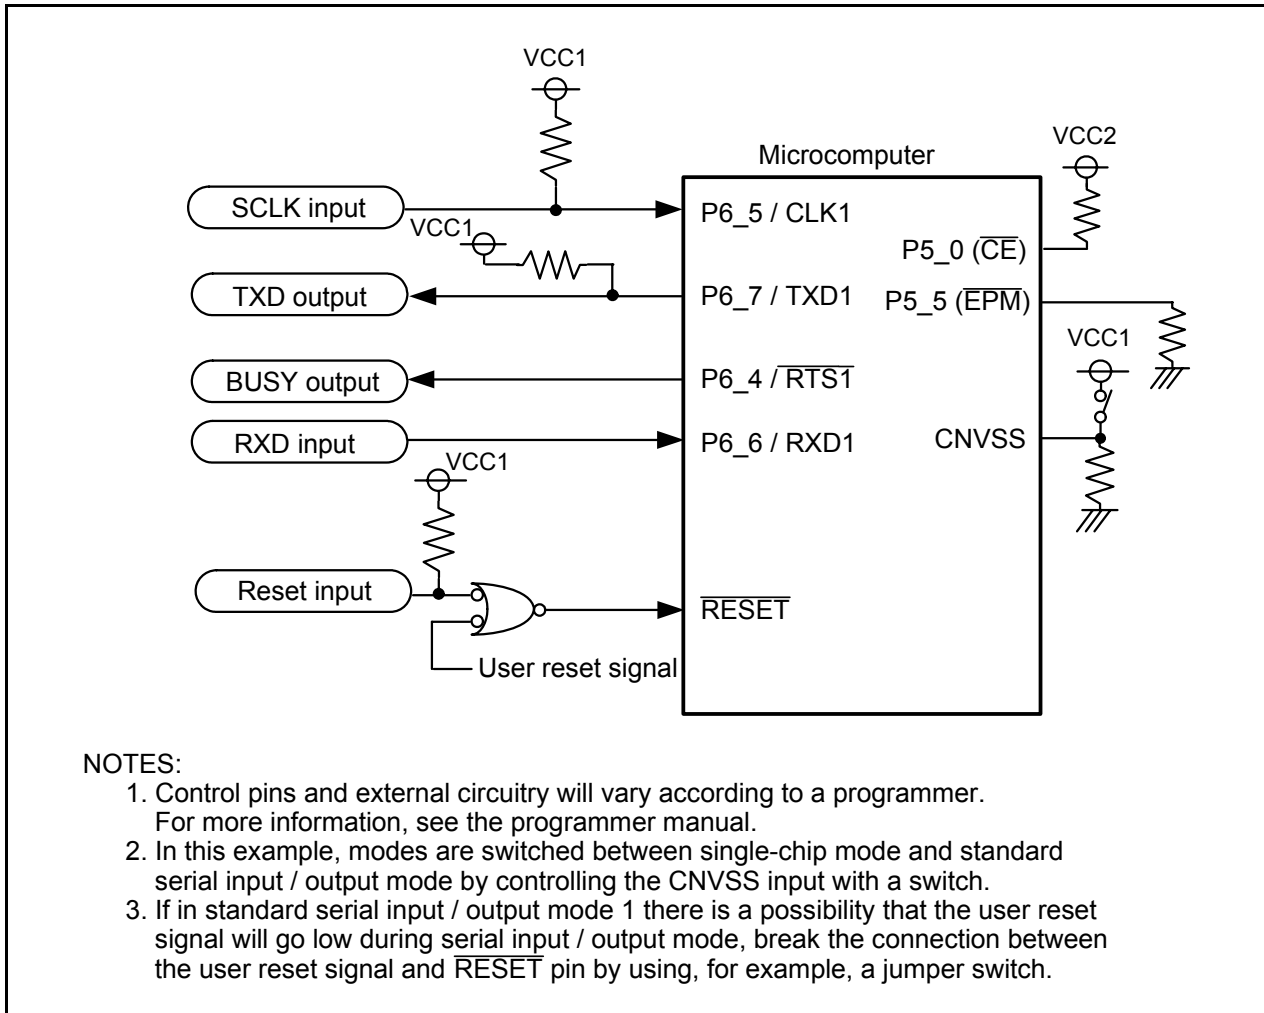 VCC1
Microcomputer
VCC2
SCLK input
P6_5 / CLK1
VCC1
P5_0 (C̅E̅)
TXD output
P6_7 / TXD1
P5_5 (E̅P̅M̅)
VCC1
BUSY output
P6_4 / R̅T̅S̅1̅
RXD input
P6_6 / RXD1
CNVSS
VCC1
Reset input
R̅E̅S̅E̅T̅
User reset signal
NOTES:
1. Control pins and external circuitry will vary according to a programmer.
For more information, see the programmer manual.
2. In this example, modes are switched between single-chip mode and standard
serial input / output mode by controlling the CNVSS input with a switch.
3. If in standard serial input / output mode 1 there is a possibility that the user reset
signal will go low during serial input / output mode, break the connection between
the user reset signal and R̅E̅S̅E̅T̅ pin by using, for example, a jumper switch.